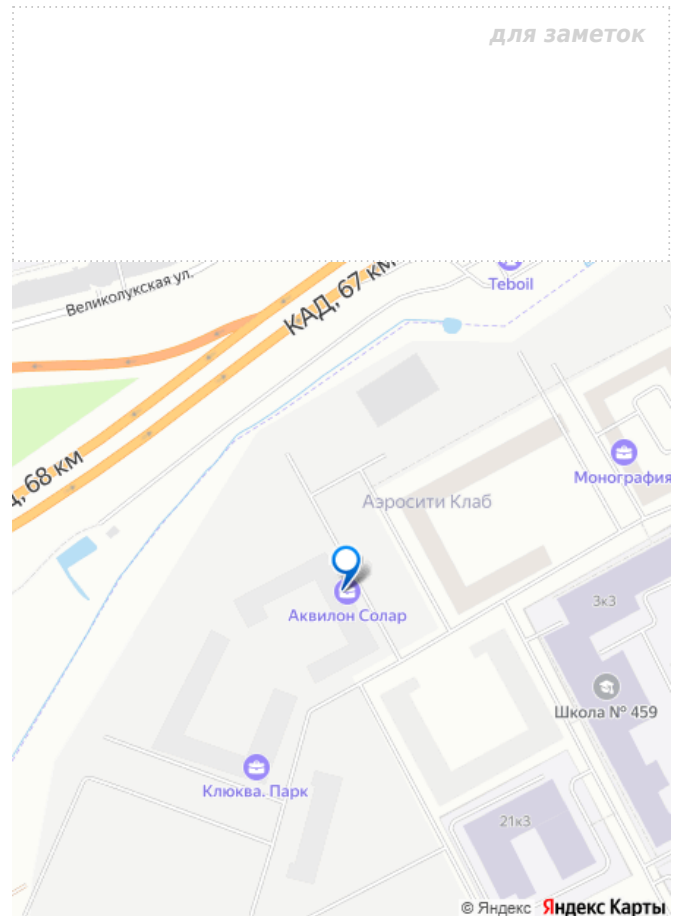 для заметок
Teboil
Великолукская ул.
КАД, 67 км
68 км
Монография
Аэросити Клаб
3к3
Аквилон Солар
Школа № 459
Клюква. Парк
21к3
© Яндекс Яндекс Карты